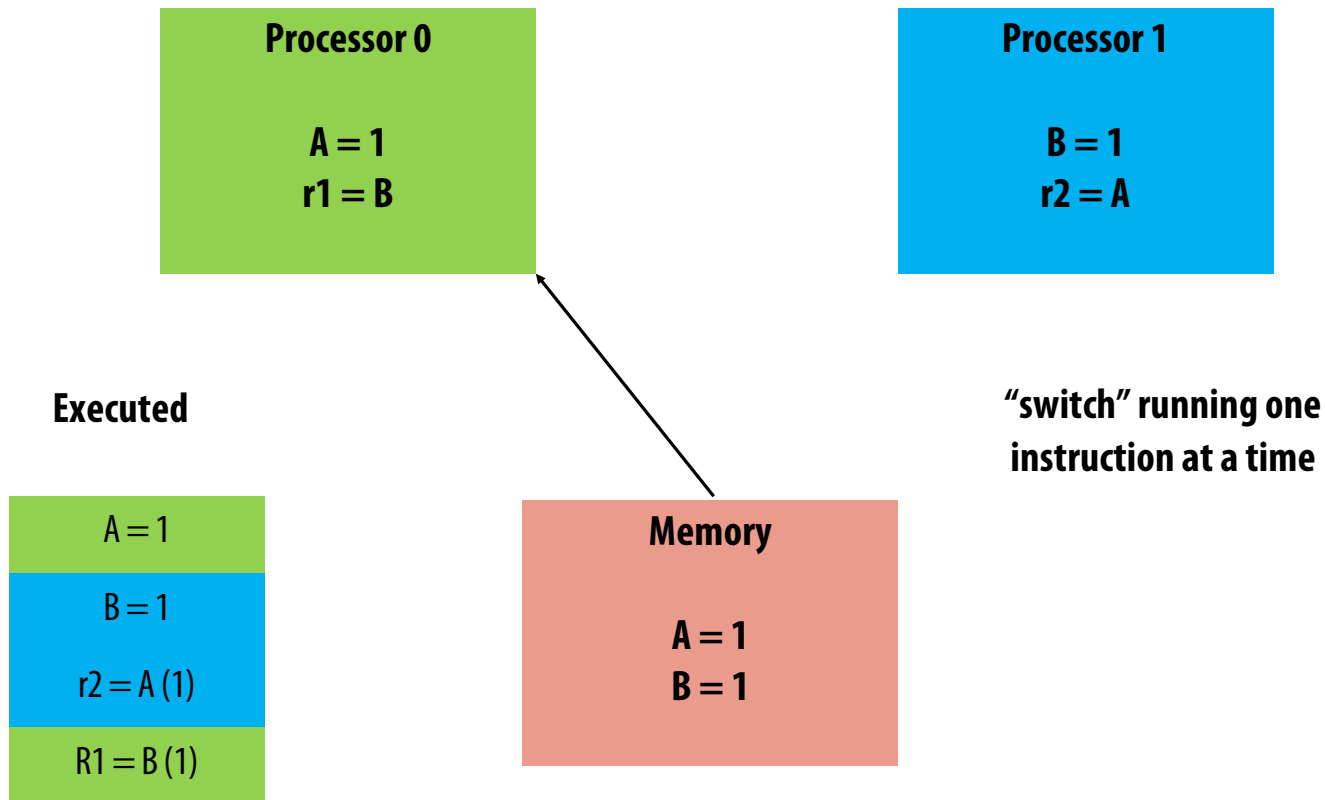 Processor 0
A = 1
r1 = B
Processor 1
B = 1
r2 = A
Executed
“switch” running one
instruction at a time
A = 1
B = 1
r2 = A (1)
R1 = B (1)
Memory
A = 1
B = 1